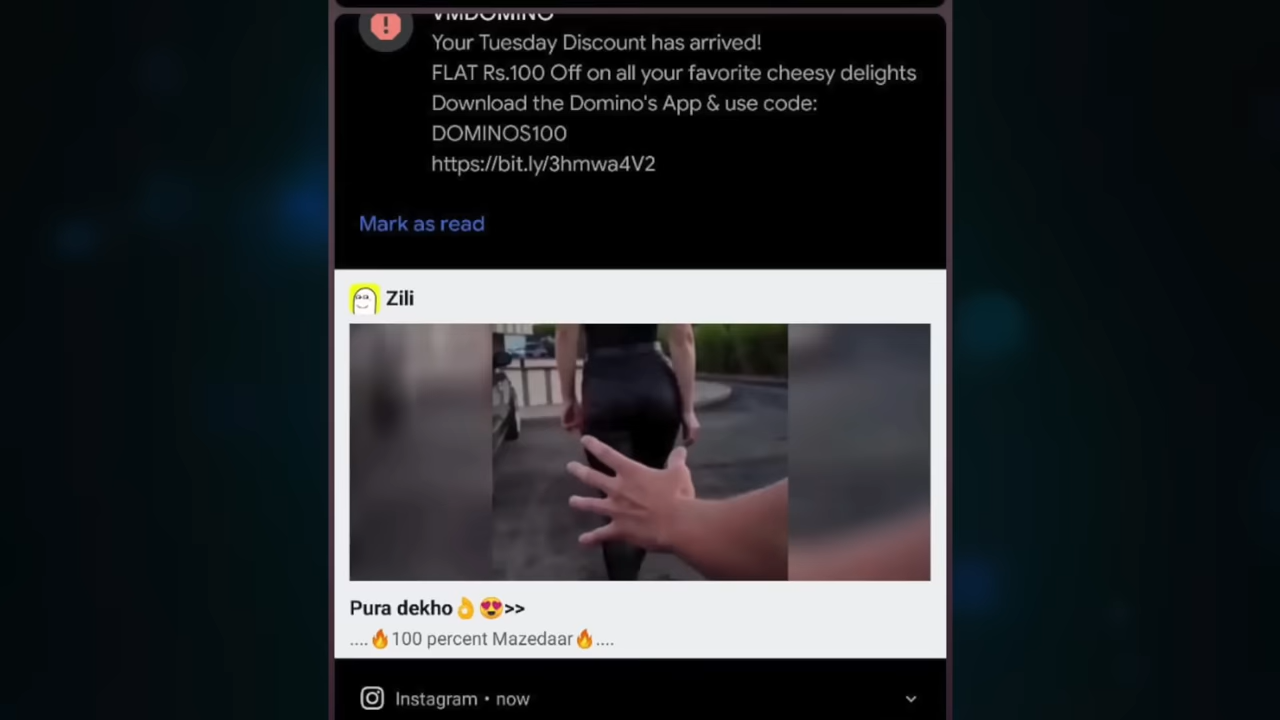 VMDOMINO
Your Tuesday Discount has arrived!
FLAT Rs.100 Off on all your favorite cheesy delights
Download the Domino's App & use code:
DOMINOS100
https://bit.ly/3hmwa4V2
Mark as read
Zili
Pura dekho👌😍>>
....🔥100 percent Mazedaar🔥....
Instagram • now